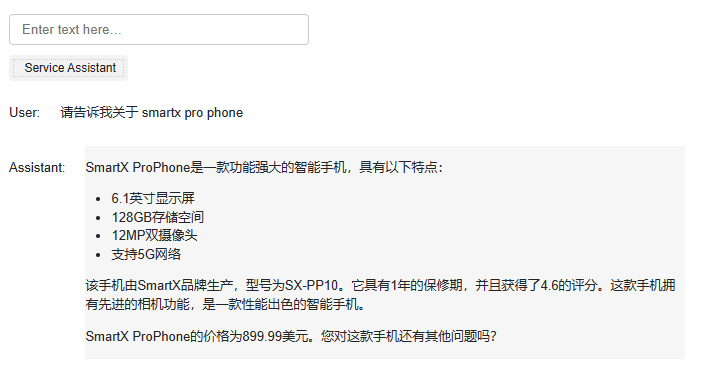 Enter text here...
Service Assistant
User: 请告诉我关于 smartx pro phone
Assistant: SmartX ProPhone是一款功能强大的智能手机，具有以下特点：
• 6.1英寸显示屏
• 128GB存储空间
• 12MP双摄像头
• 支持5G网络
该手机由SmartX品牌生产，型号为SX-PP10。它具有1年的保修期，并且获得了4.6的评分。这款手机拥
有先进的相机功能，是一款性能出色的智能手机。
SmartX ProPhone的价格为899.99美元。您对这款手机还有其他问题吗？